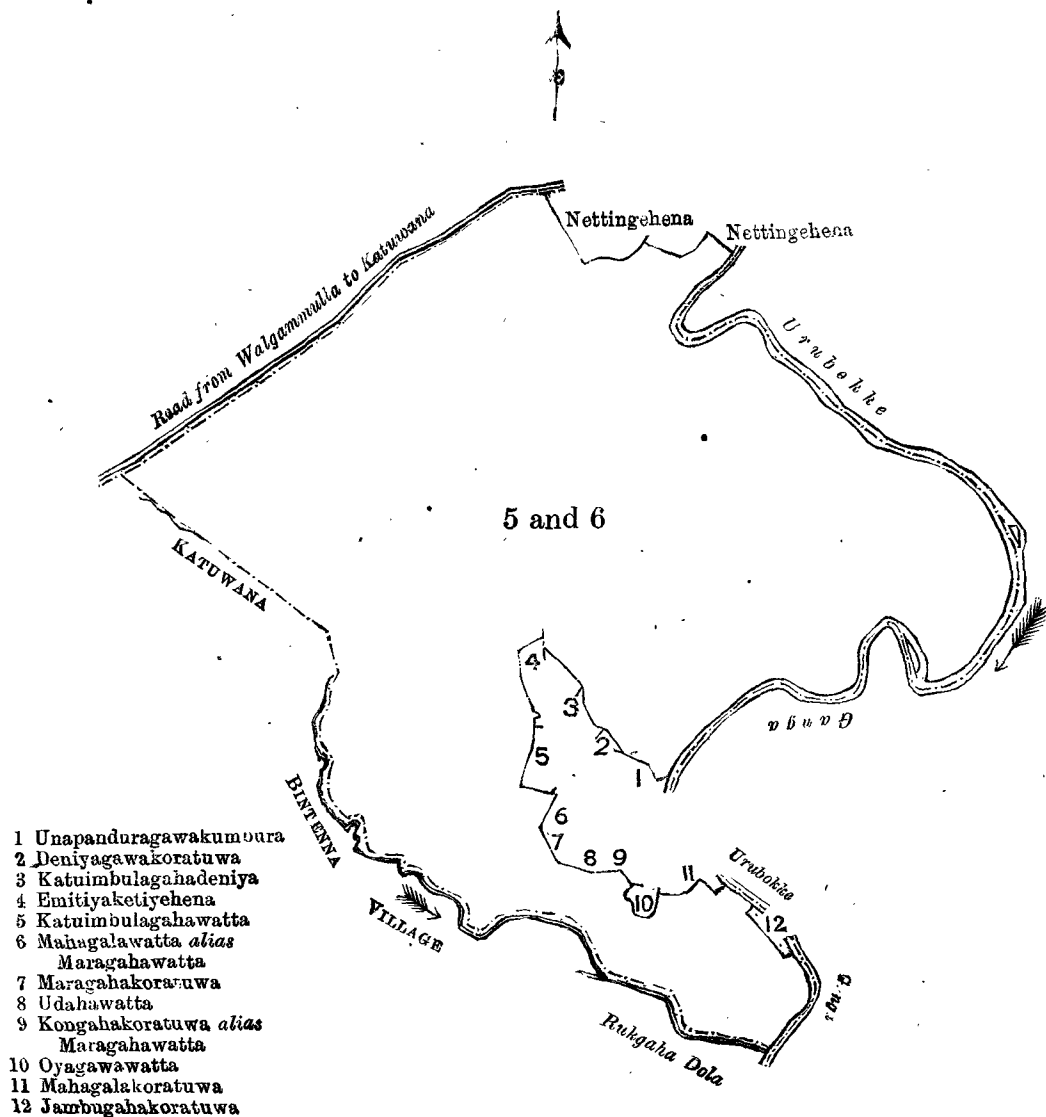 Nettingehena
Nettingehena
Road from Walgammulla to Katuwana
Urubokke
5 and 6
KATUWANA
4
3
2
1
5
6
7
8
9
10
11
12
Ganga
BINTENNA
VILLAGE
Urubokke
Rukgaha Dola
1 Unapanduragawakumbura
2 Deniyagawakoratuwa
3 Katuimbulagahadeniya
4 Emitiyaketiyehena
5 Katuimbulagahawatta
6 Mahagalawatta alias
Maragahawatta
7 Maragahakoratuwa
8 Udahawatta
9 Kongahakoratuwa alias
Maragahawatta
10 Oyagawawatta
11 Mahagalakoratuwa
12 Jambugahakoratuwa